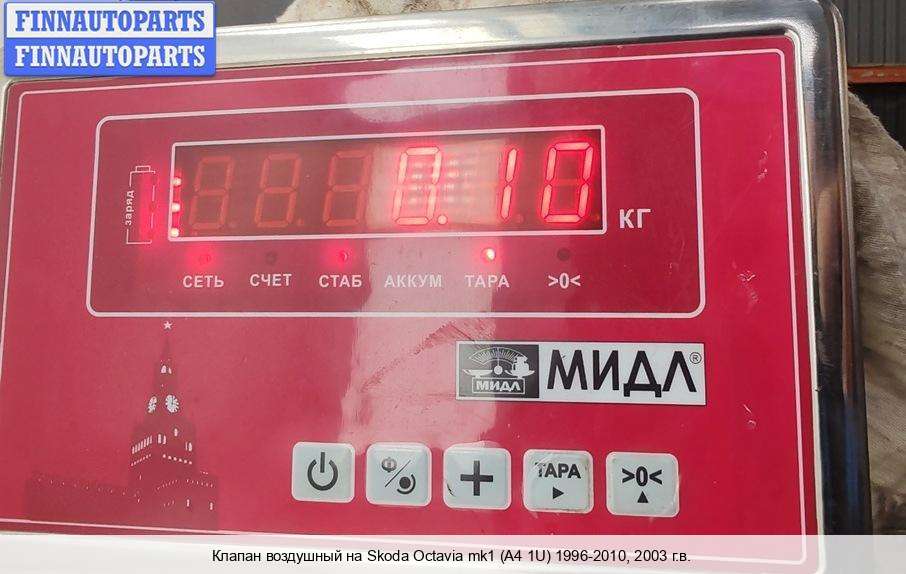 FINNAUTOPARTS
FINNAUTOPARTS
заряд
0.10
КГ
СЕТЬ СЧЕТ СТАБ АККУМ ТАРА >0<
МИДЛ МИДЛ®
ТАРА >0<
Клапан воздушный на Skoda Octavia mk1 (A4 1U) 1996-2010, 2003 г.в.